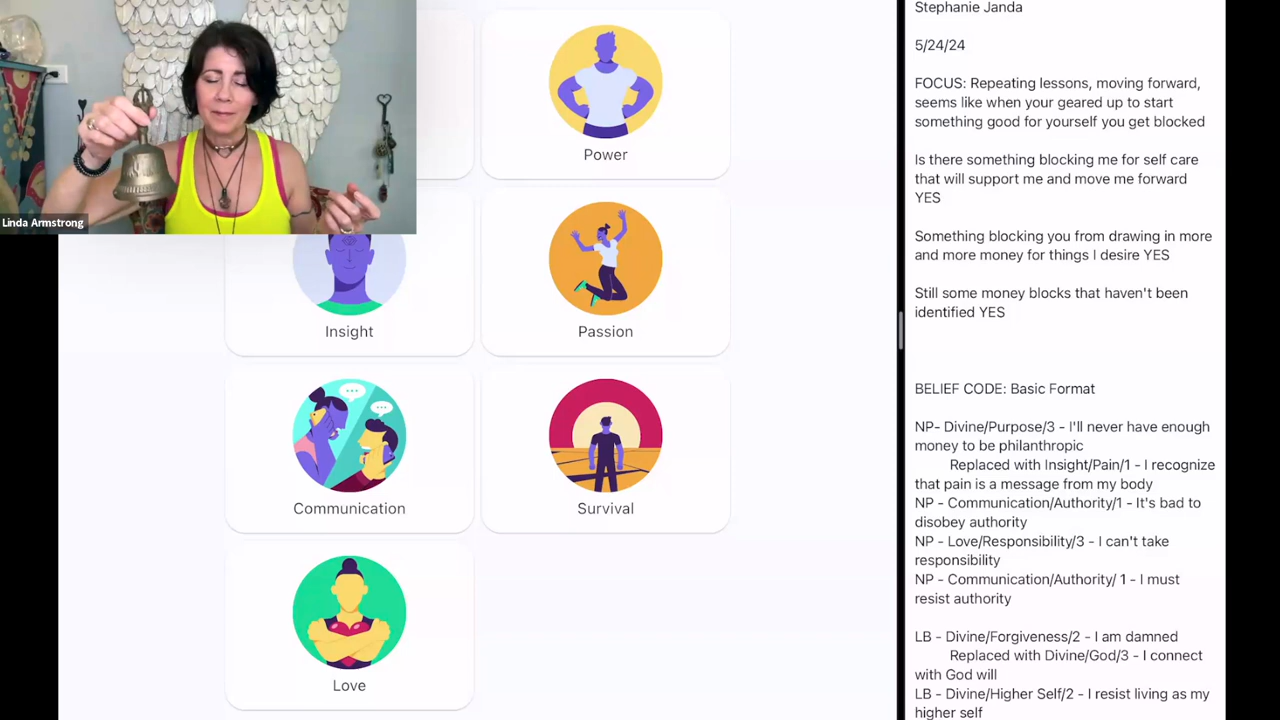 Linda Armstrong
Power
Insight
Passion
Communication
Survival
Love
Stephanie Janda
5/24/24
FOCUS: Repeating lessons, moving forward,
seems like when your geared up to start
something good for yourself you get blocked
Is there something blocking me for self care
that will support me and move me forward
YES
Something blocking you from drawing in more
and more money for things I desire YES
Still some money blocks that haven't been
identified YES
BELIEF CODE: Basic Format
NP- Divine/Purpose/3 - I'll never have enough
money to be philanthropic
Replaced with Insight/Pain/1 - I recognize
that pain is a message from my body
NP - Communication/Authority/1 - It's bad to
disobey authority
NP - Love/Responsibility/3 - I can't take
responsibility
NP - Communication/Authority/ 1 - I must
resist authority
LB - Divine/Forgiveness/2 - I am damned
Replaced with Divine/God/3 - I connect
with God will
LB - Divine/Higher Self/2 - I resist living as my
higher self